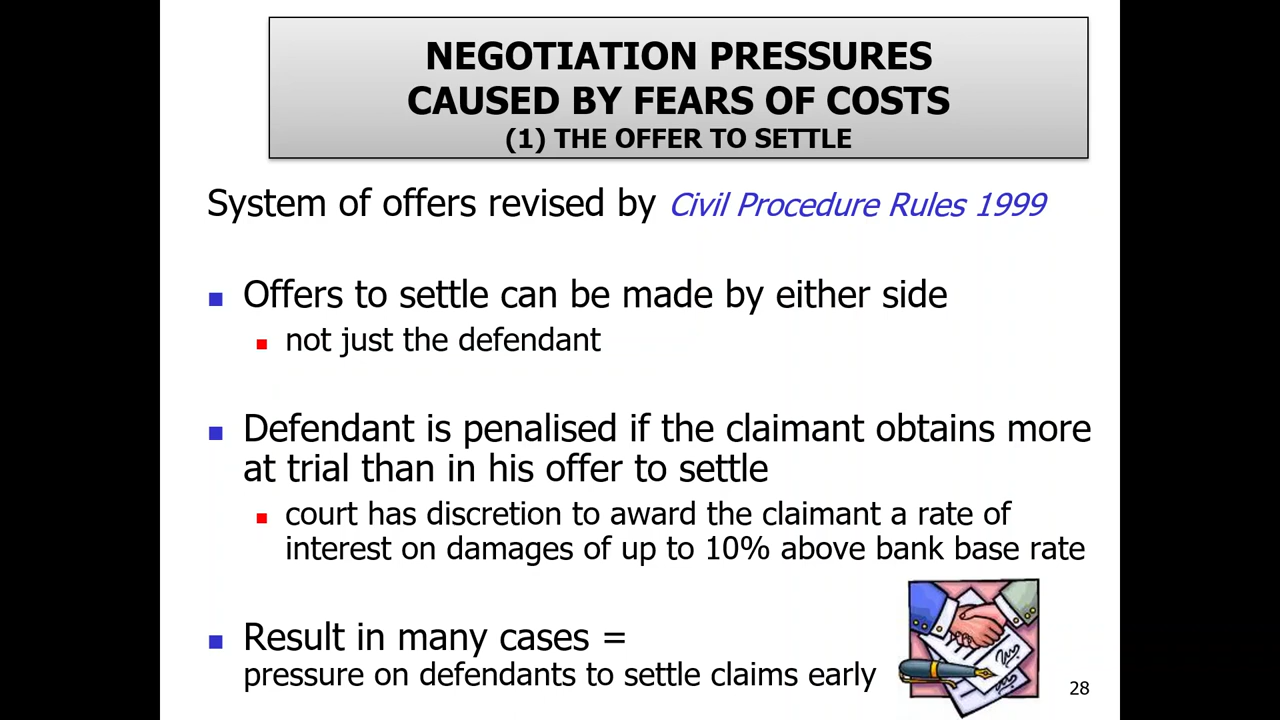 NEGOTIATION PRESSURES
CAUSED BY FEARS OF COSTS
(1) THE OFFER TO SETTLE
System of offers revised by Civil Procedure Rules 1999
Offers to settle can be made by either side
not just the defendant
Defendant is penalised if the claimant obtains more
at trial than in his offer to settle
court has discretion to award the claimant a rate of
interest on damages of up to 10% above bank base rate
Result in many cases =
pressure on defendants to settle claims early
28